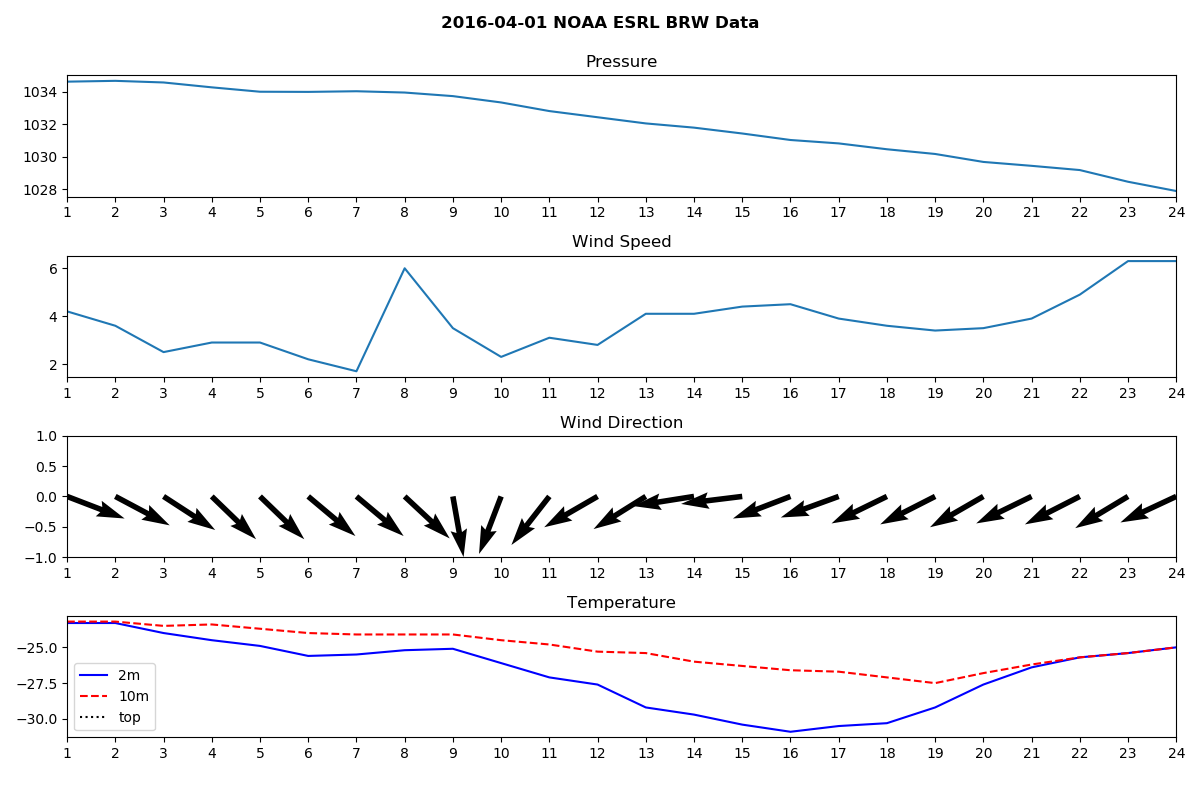 2016-04-01 NOAA ESRL BRW Data
Pressure
1034
1032
1030
1028
1 2 3 4 5 6 7 8 9 10 11 12 13 14 15 16 17 18 19 20 21 22 23 24
Wind Speed
6
4
2
1 2 3 4 5 6 7 8 9 10 11 12 13 14 15 16 17 18 19 20 21 22 23 24
Wind Direction
1.0
0.5
0.0
−0.5
−1.0
1 2 3 4 5 6 7 8 9 10 11 12 13 14 15 16 17 18 19 20 21 22 23 24
Temperature
−25.0
−27.5
−30.0
2m
10m
top
1 2 3 4 5 6 7 8 9 10 11 12 13 14 15 16 17 18 19 20 21 22 23 24